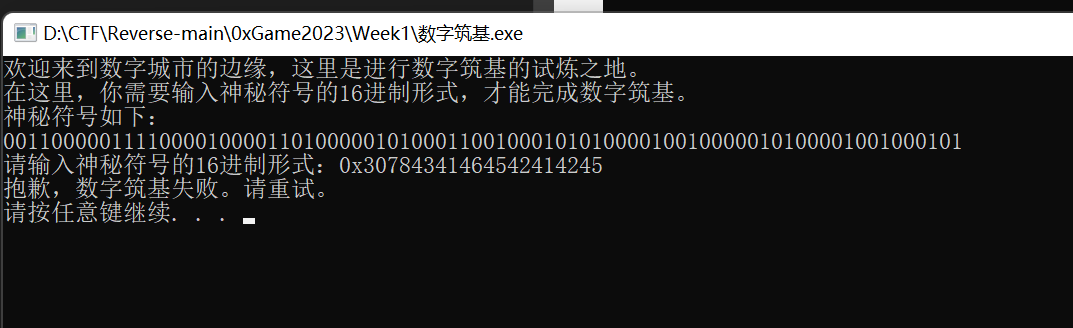 D:\CTF\Reverse-main\0xGame2023\Week1\数字筑基.exe
欢迎来到数字城市的边缘，这里是进行数字筑基的试炼之地。
在这里，你需要输入神秘符号的16进制形式，才能完成数字筑基。
神秘符号如下：
00110000011110000100001101000001010001100100010101000010010000010100001001000101
请输入神秘符号的16进制形式：0x30784341464542414245
抱歉，数字筑基失败。请重试。
请按任意键继续. . .